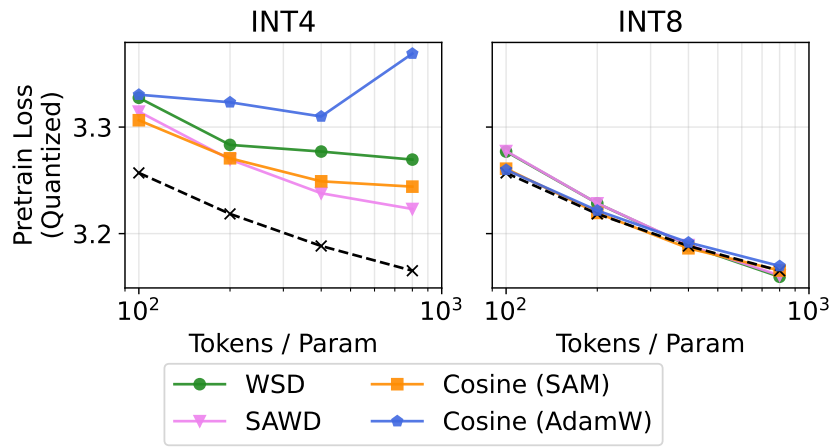 INT4
INT8
Pretrain Loss
(Quantized)
3.3
3.2
10²
10³
10²
10³
Tokens / Param
Tokens / Param
WSD
Cosine (SAM)
SAWD
Cosine (AdamW)